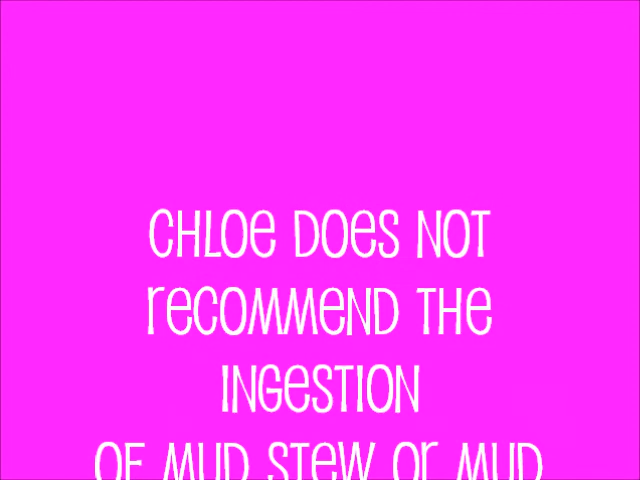 CHLOe DOes NOT
recommend THe
INGesTION
OF MUD STew Or MUD